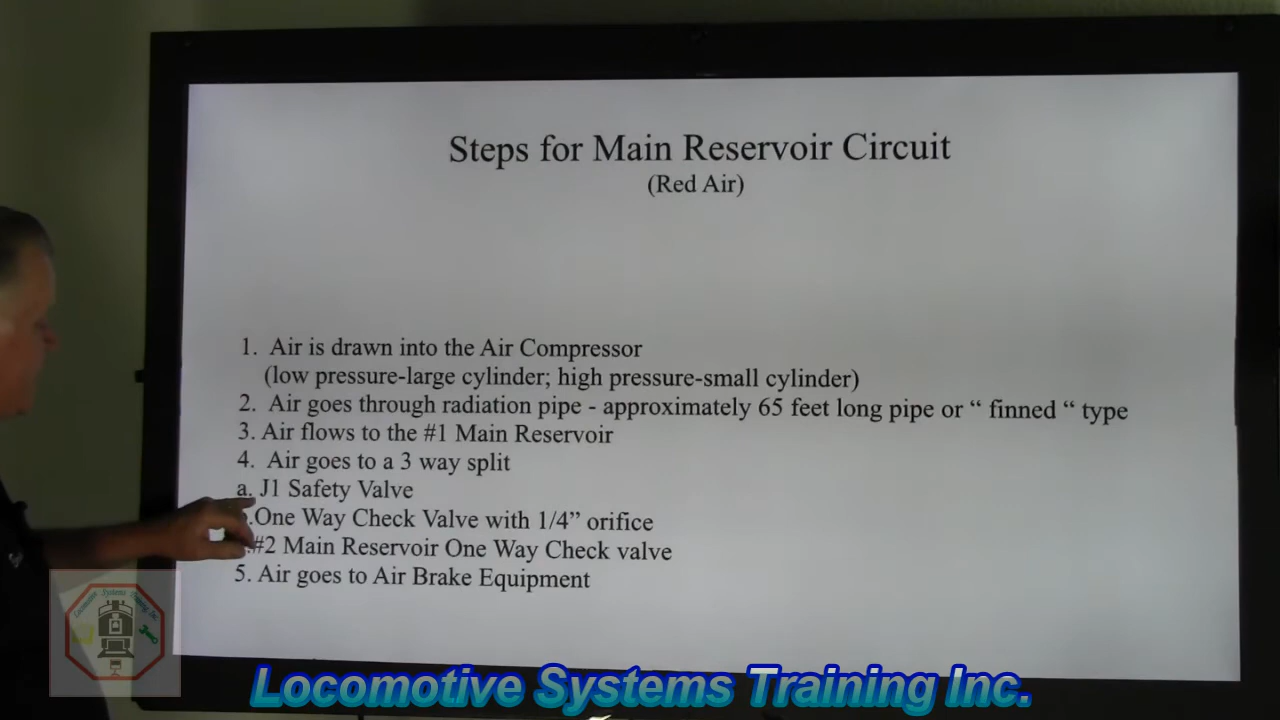 Steps for Main Reservoir Circuit
(Red Air)
1. Air is drawn into the Air Compressor
(low pressure-large cylinder; high pressure-small cylinder)
2. Air goes through radiation pipe - approximately 65 feet long pipe or “ finned “ type
3. Air flows to the #1 Main Reservoir
4. Air goes to a 3 way split
a. J1 Safety Valve
.One Way Check Valve with 1/4” orifice
#2 Main Reservoir One Way Check valve
5. Air goes to Air Brake Equipment
Locomotive Systems Training Inc.
Locomotive Systems Training Inc.